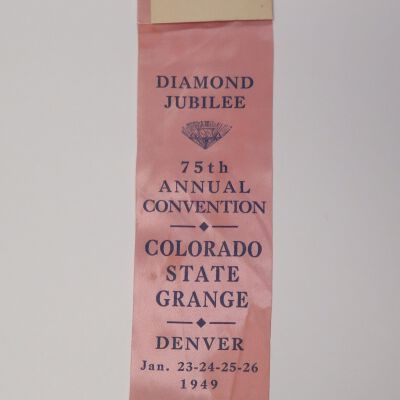 DIAMOND
JUBILEE
75th
ANNUAL
CONVENTION
COLORADO
STATE
GRANGE
DENVER
Jan. 23-24-25-26
1949